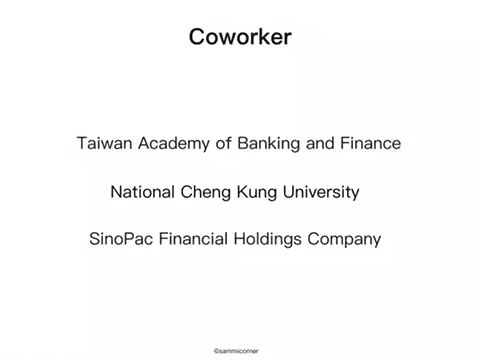 Coworker
Taiwan Academy of Banking and Finance
National Cheng Kung University
SinoPac Financial Holdings Company
©sammicorner